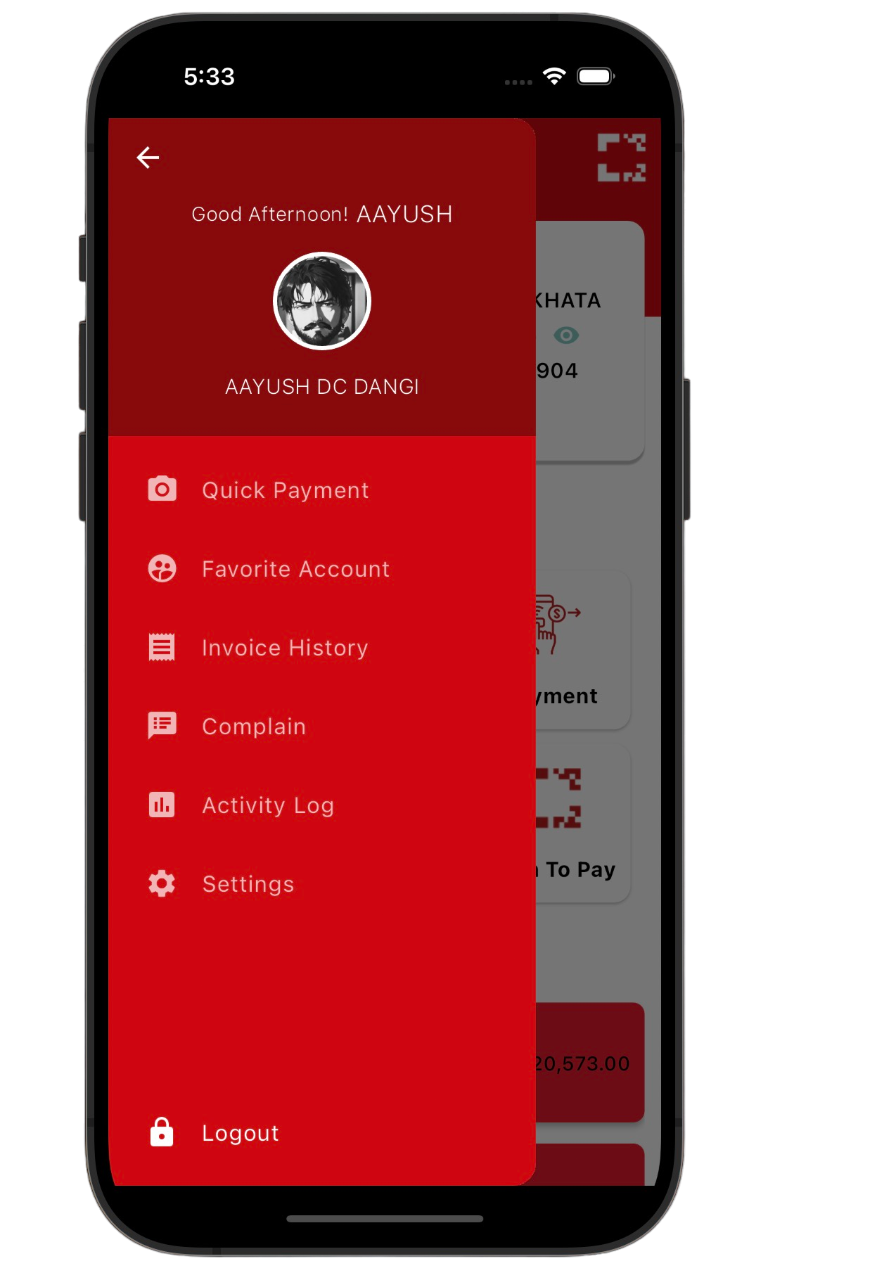 5:33
Good Afternoon! AAYUSH
AAYUSH DC DANGI
KHATA
904
Quick Payment
Favorite Account
Invoice History
Complain
yment
Activity Log
To Pay
Settings
20,573.00
Logout